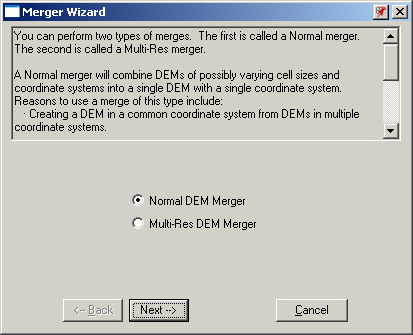 Merger Wizard
You can perform two types of merges. The first is called a Normal merger.
The second is called a Multi-Res merger.
A Normal merger will combine DEMs of possibly varying cell sizes and
coordinate systems into a single DEM with a single coordinate system.
Reasons to use a merge of this type include:
· Creating a DEM in a common coordinate system from DEMs in multiple
coordinate systems.
Normal DEM Merger
Multi-Res DEM Merger
<-- Back Next --> Cancel